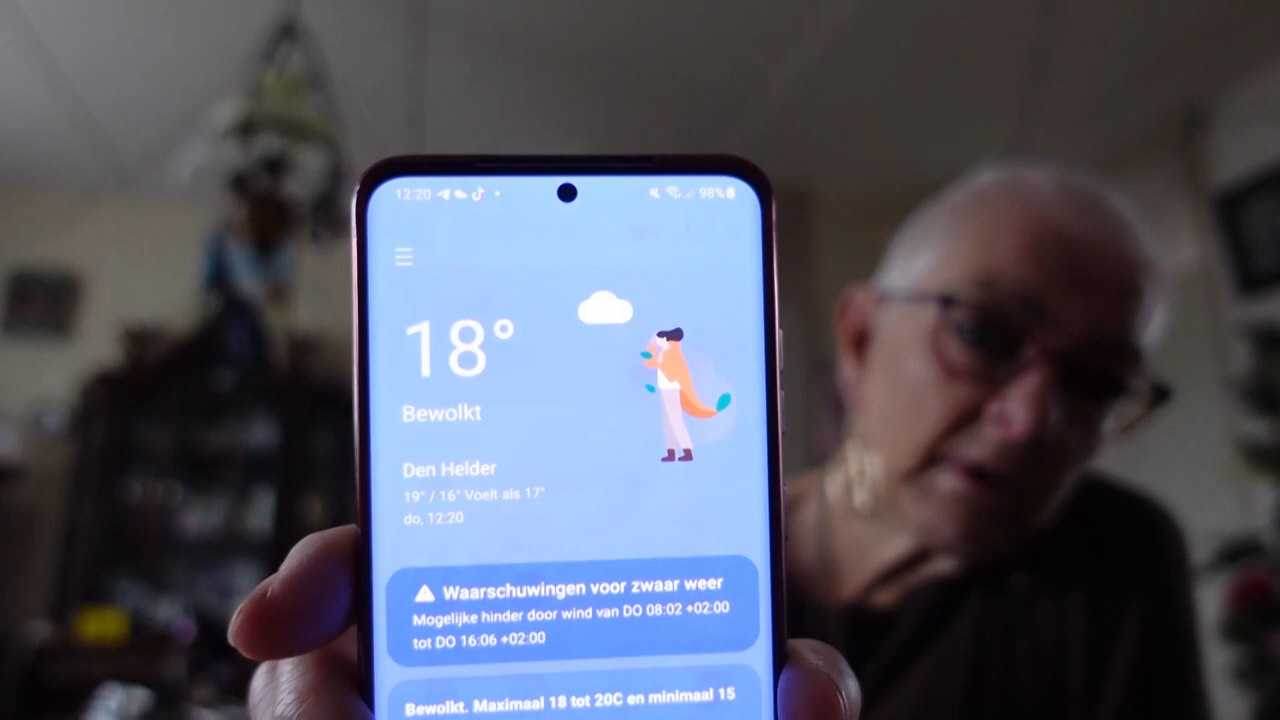 12:20 98%
18°
Bewolkt
Den Helder
19° / 16° Voelt als 17°
do, 12:20
Waarschuwingen voor zwaar weer
Mogelijke hinder door wind van DO 08:02 +02:00
tot DO 16:06 +02:00
Bewolkt. Maximaal 18 tot 20C en minimaal 15